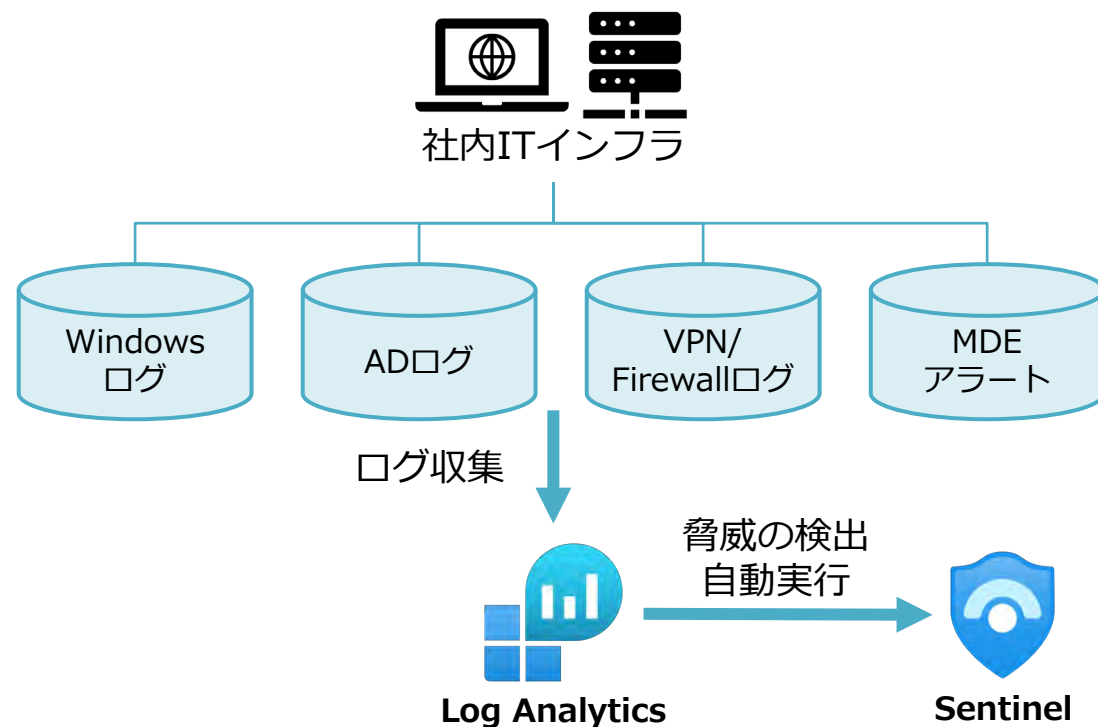 社内ITインフラ
Windows
ログ
ADログ
VPN/
Firewallログ
MDE
アラート
ログ収集
脅威の検出
自動実行
Log Analytics
Sentinel